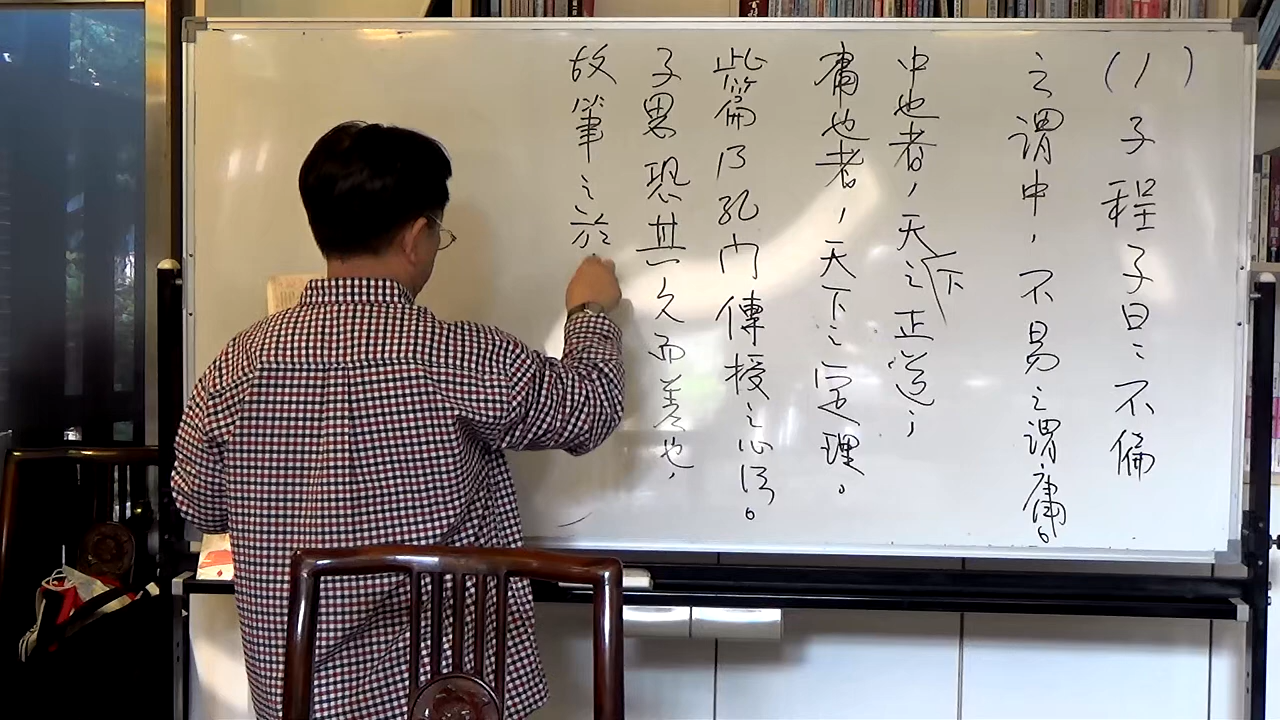 (1)子程子曰：不偏
之謂中，不易之謂庸。
中也者，天下之正道；
庸也者，天下之定理。
此篇乃孔門傳授之心法。
子思恐其久而差也，
故筆之於